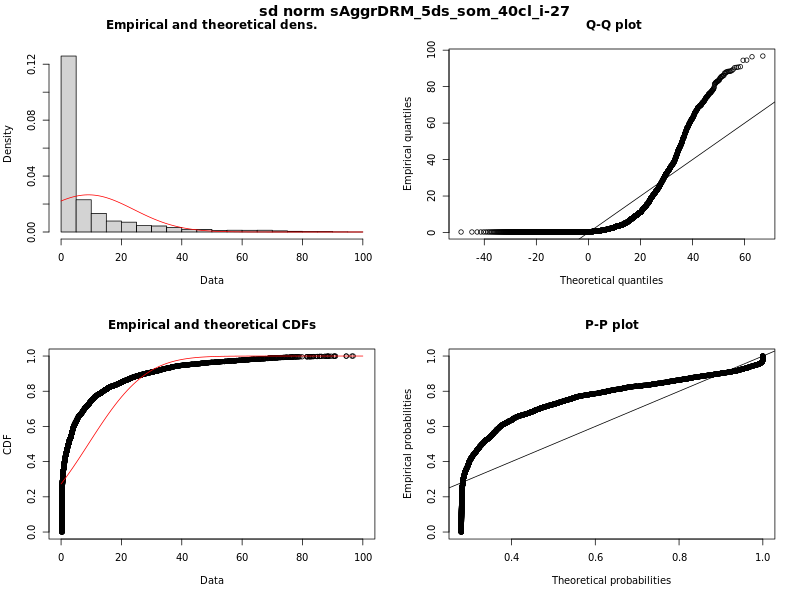 sd norm sAggrDRM_5ds_som_40cl_i-27
Empirical and theoretical dens.
Density
0.00 0.04 0.08 0.12
0 20 40 60 80 100
Data
Q-Q plot
Empirical quantiles
0 20 40 60 80 100
-40 -20 0 20 40 60
Theoretical quantiles
Empirical and theoretical CDFs
CDF
0.0 0.2 0.4 0.6 0.8 1.0
0 20 40 60 80 100
Data
P-P plot
Empirical probabilities
0.0 0.2 0.4 0.6 0.8 1.0
0.4 0.6 0.8 1.0
Theoretical probabilities